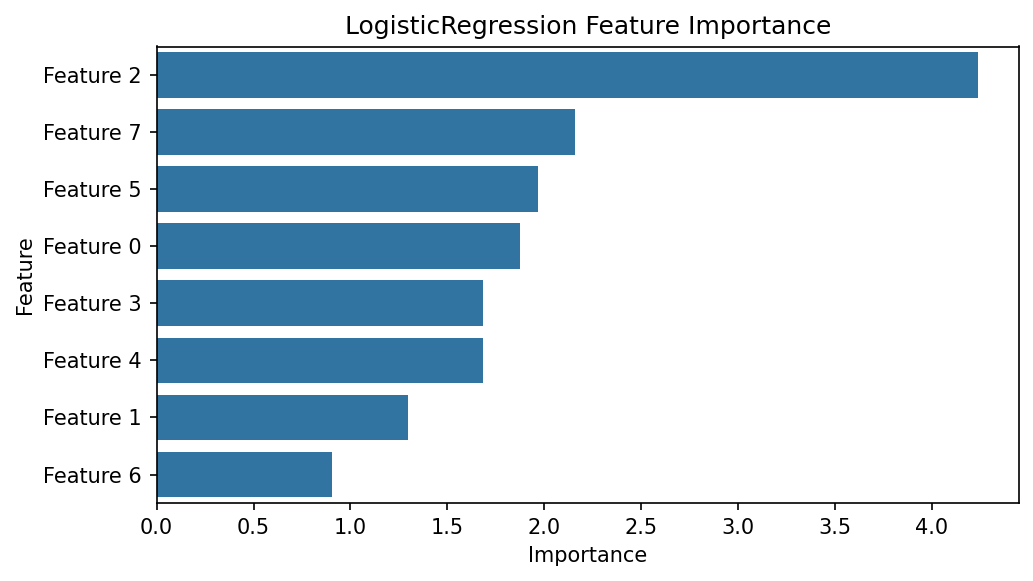 LogisticRegression Feature Importance
Feature 2
Feature 7
Feature 5
Feature 0
Feature 3
Feature 4
Feature 1
Feature 6
Feature
0.0 0.5 1.0 1.5 2.0 2.5 3.0 3.5 4.0
Importance